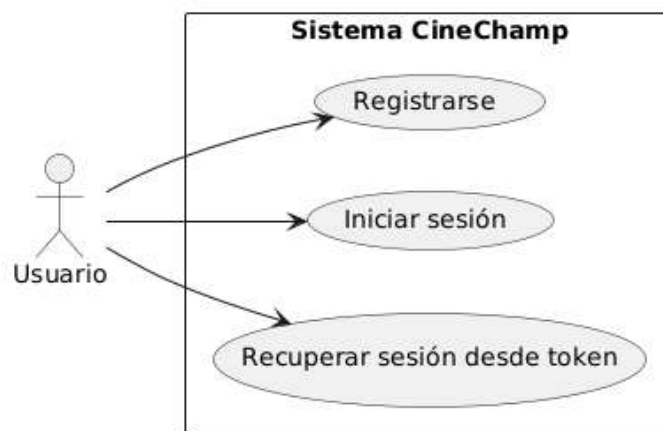 Sistema CineChamp
Registrarse
Iniciar sesión
Usuario
Recuperar sesión desde token